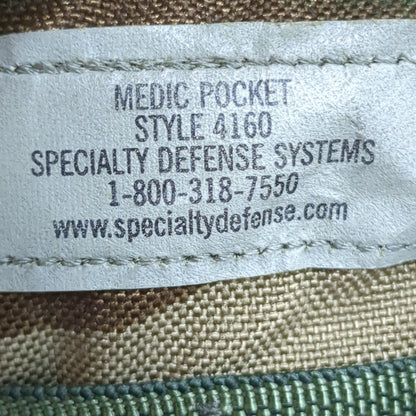 MEDIC POCKET
STYLE 4160
SPECIALTY DEFENSE SYSTEMS
1-800-318-7550
www.specialtydefense.com